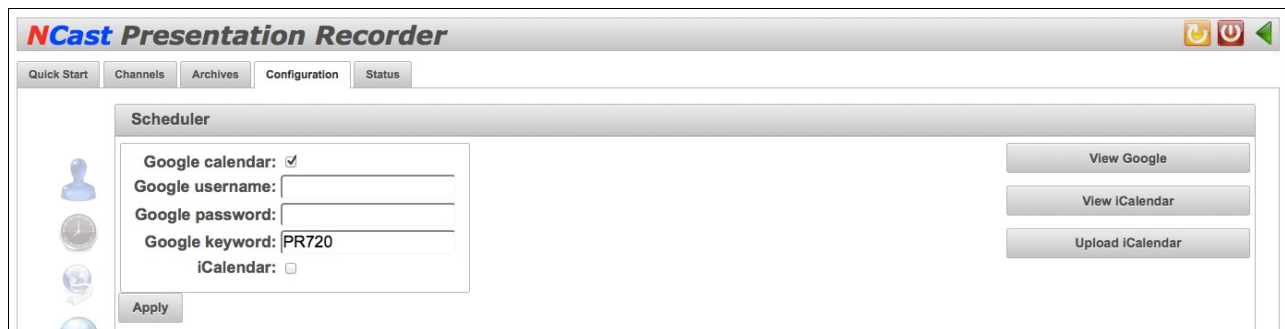 NCast Presentation Recorder
Quick Start Channels Archives Configuration Status
Scheduler
Google calendar:
Google username:
Google password:
Google keyword: PR720
iCalendar:
Apply
View Google
View iCalendar
Upload iCalendar